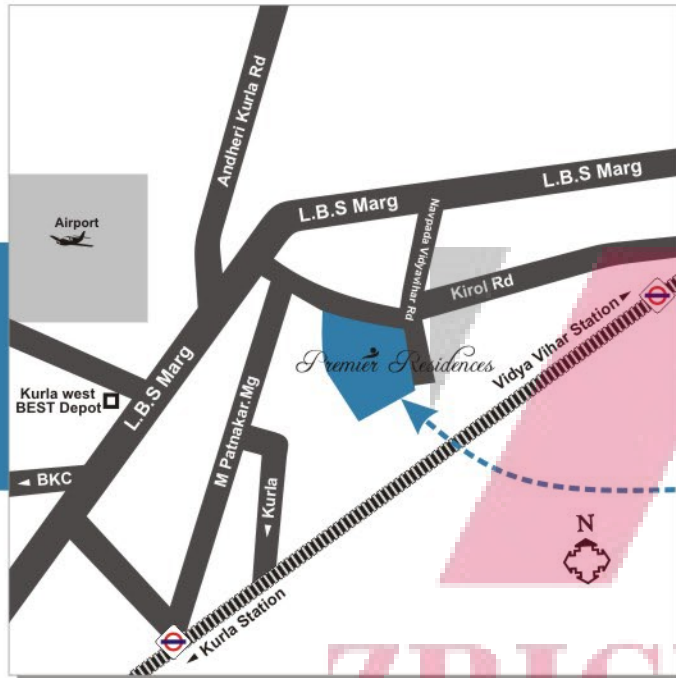 Andheri Kurla Rd
L.B.S Marg
L.B.S Marg
Airport
Navpada Vidyavihar Rd
Kirol Rd
Vidya Vihar Station
Premier Residences
Kurla west
BEST Depot
L.B.S Marg
M Patnakar.Mg
BKC
Kurla
N
Kurla Station